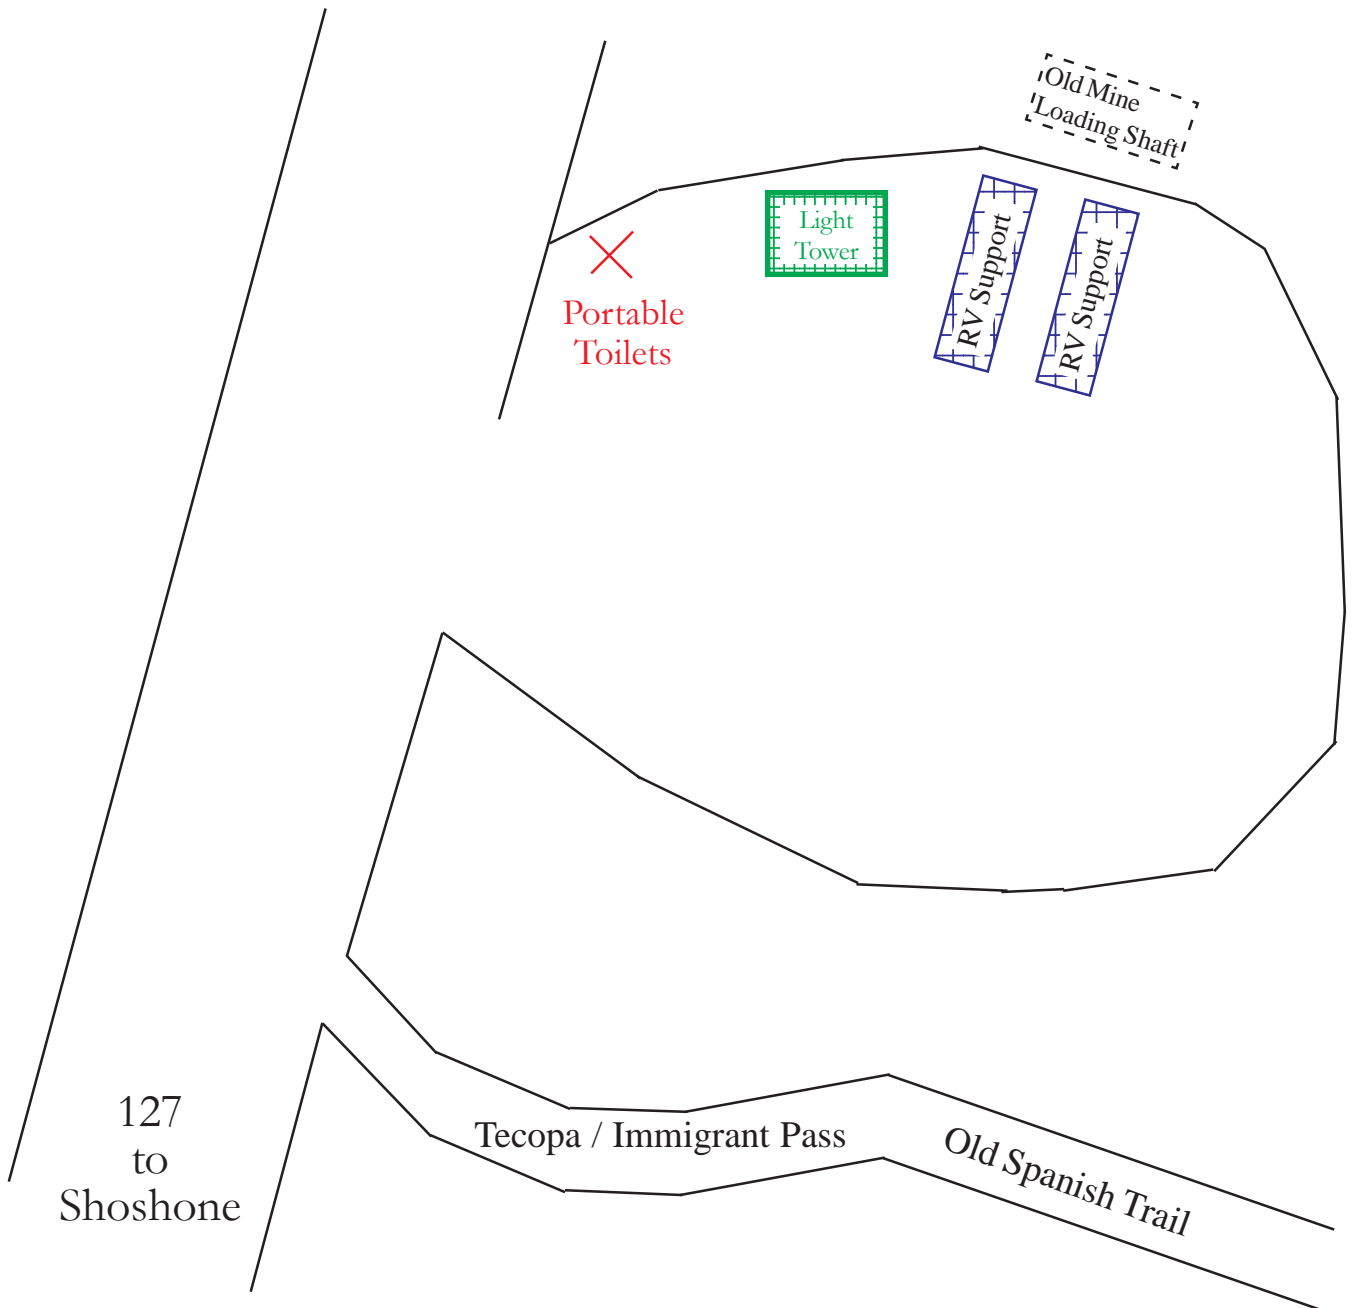 Old Mine
Loading Shaft
Light
Tower
RV Support
RV Support
Portable
Toilets
127
to
Shoshone
Tecopa / Immigrant Pass
Old Spanish Trail